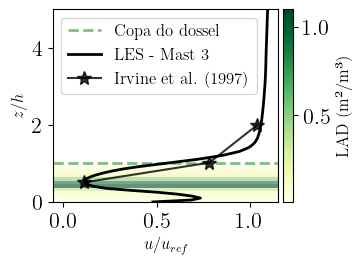 Copa do dossel
LES - Mast 3
Irvine et al. (1997)
z/h
4
2
0
0.0
0.5
1.0
u/u_ref
1.0
0.5
LAD (m²/m³)